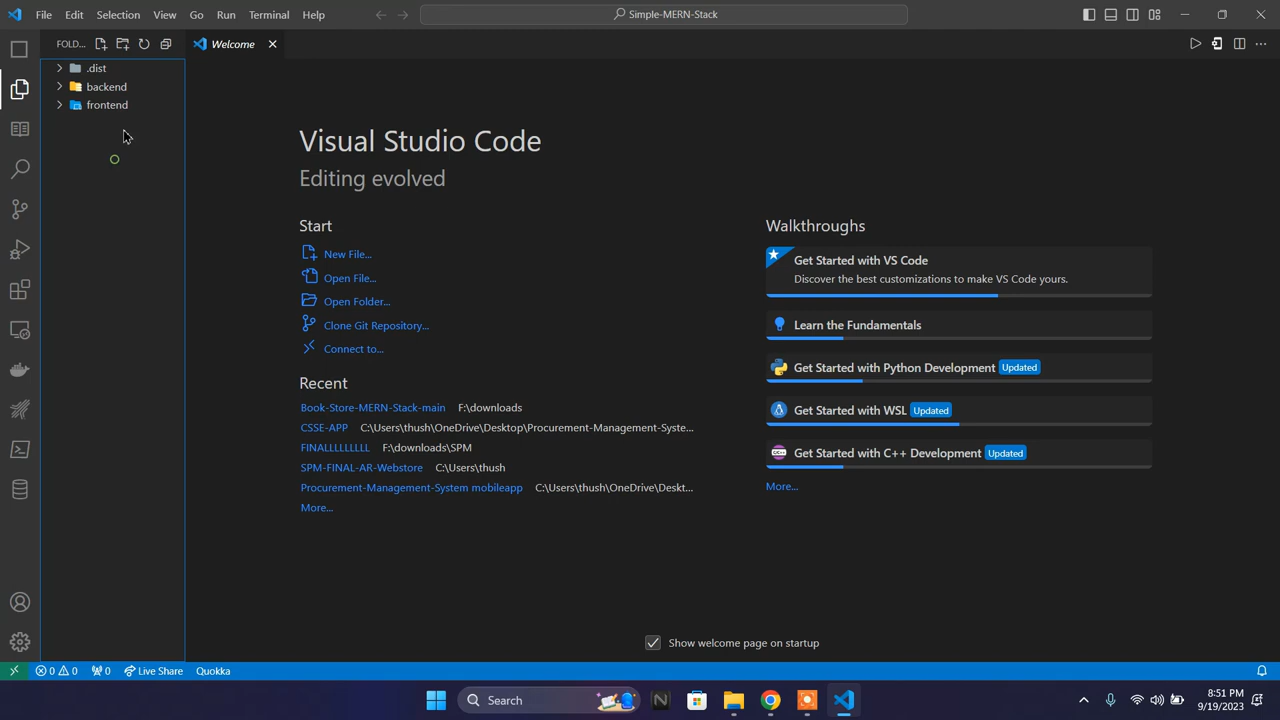 File Edit Selection View Go Run Terminal Help
Simple-MERN-Stack
FOLD...
Welcome
.dist
backend
frontend
Visual Studio Code
Editing evolved
Start
New File...
Open File...
Open Folder...
Clone Git Repository...
Connect to...
Recent
Book-Store-MERN-Stack-main F:\downloads
CSSE-APP C:\Users\thush\OneDrive\Desktop\Procurement-Management-Syste...
FINALLLLLLLL F:\downloads\SPM
SPM-FINAL-AR-Webstore C:\Users\thush
Procurement-Management-System mobileapp C:\Users\thush\OneDrive\Deskt...
More...
Walkthroughs
Get Started with VS Code
Discover the best customizations to make VS Code yours.
Learn the Fundamentals
Get Started with Python Development Updated
Get Started with WSL Updated
Get Started with C++ Development Updated
More...
Show welcome page on startup
0 0 0 Live Share Quokka
Search
8:51 PM
9/19/2023